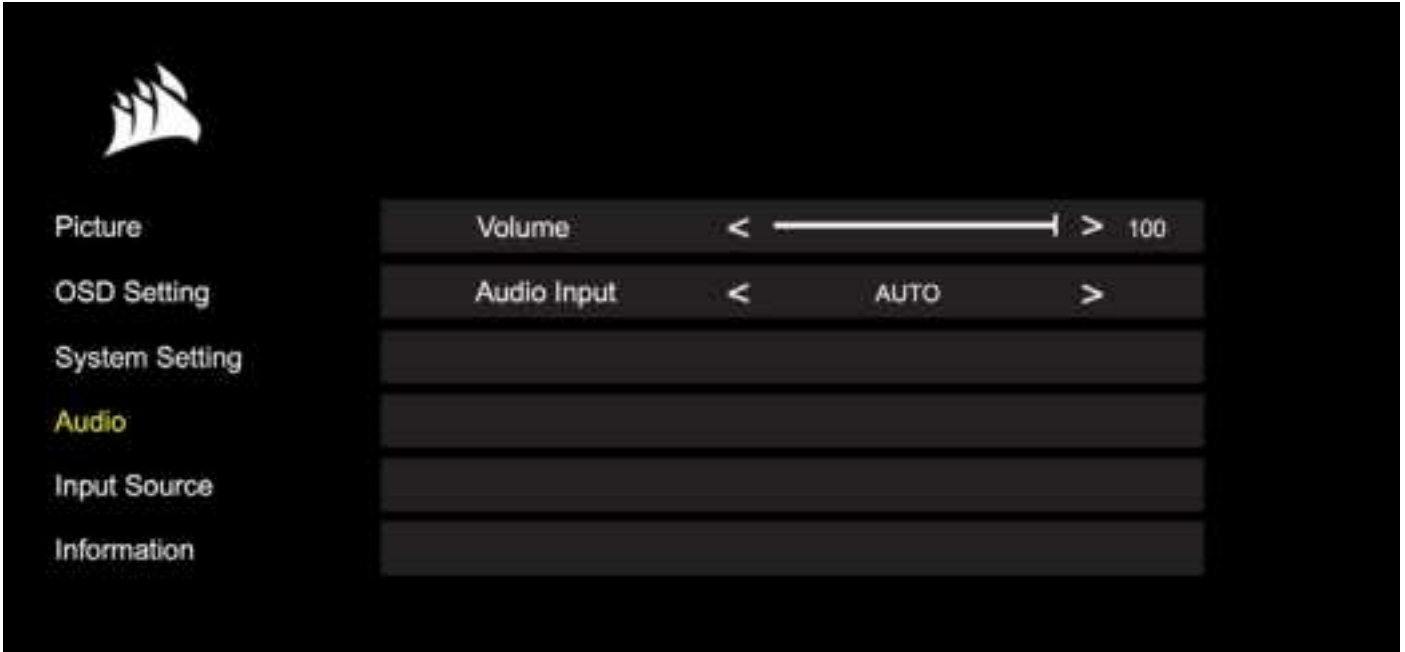 Picture
Volume < > 100
OSD Setting
Audio Input < AUTO >
System Setting
Audio
Input Source
Information